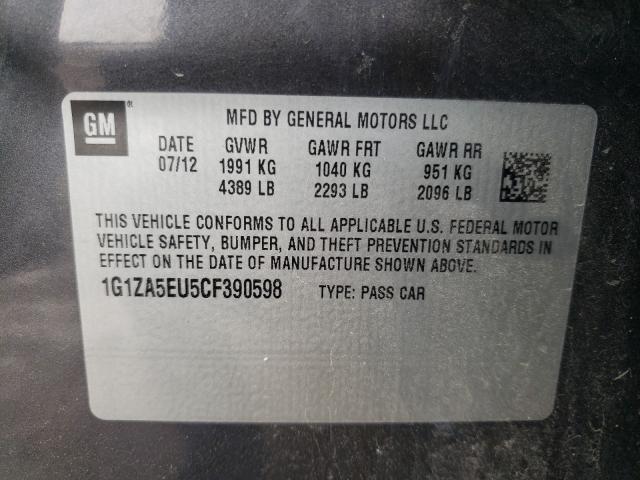 GM
MFD BY GENERAL MOTORS LLC
DATE GVWR GAWR FRT GAWR RR
07/12 1991 KG 1040 KG 951 KG
4389 LB 2293 LB 2096 LB
THIS VEHICLE CONFORMS TO ALL APPLICABLE U.S. FEDERAL MOTOR
VEHICLE SAFETY, BUMPER, AND THEFT PREVENTION STANDARDS IN
EFFECT ON THE DATE OF MANUFACTURE SHOWN ABOVE.
1G1ZA5EU5CF390598 TYPE: PASS CAR